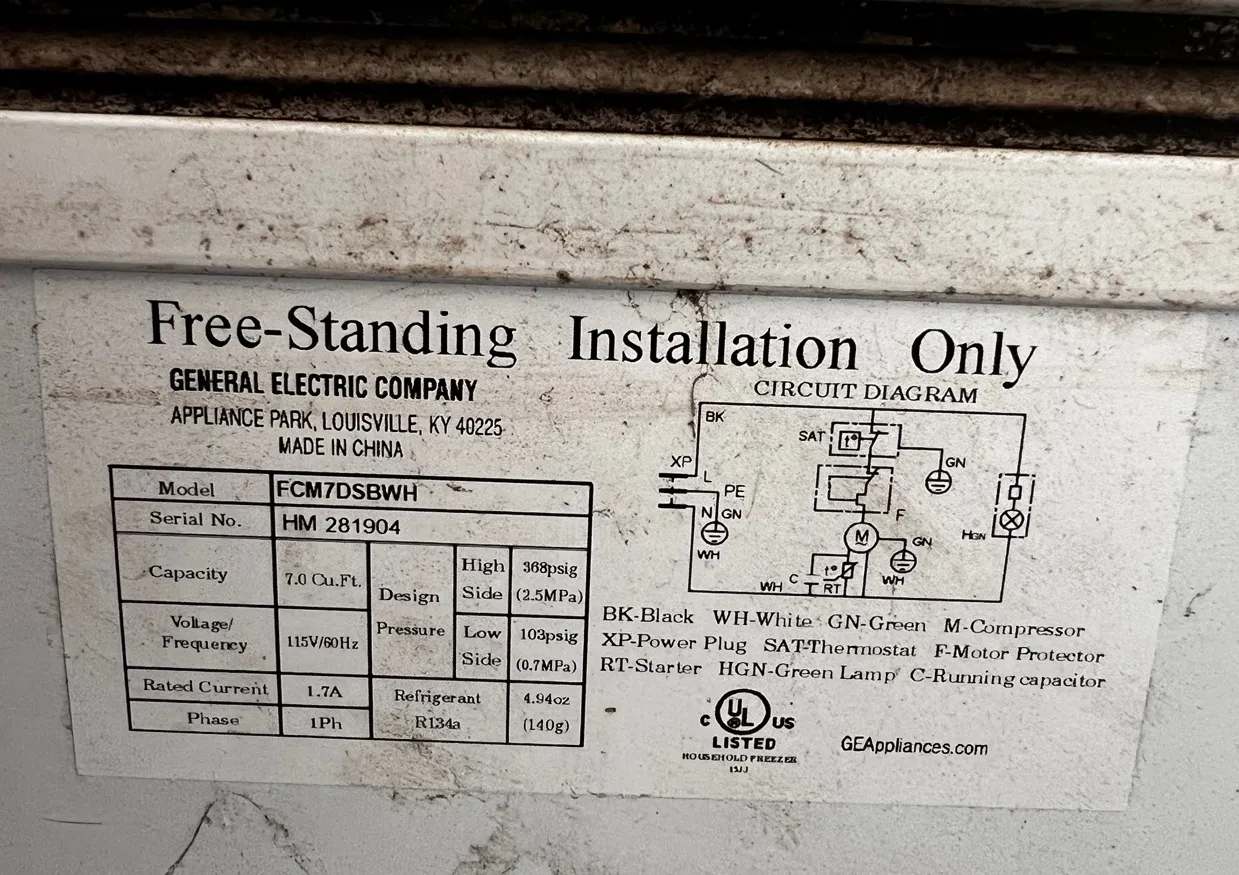 Free-Standing Installation Only
GENERAL ELECTRIC COMPANY
APPLIANCE PARK, LOUISVILLE, KY 40225
MADE IN CHINA
Model FCM7DSBWH
Serial No. HM 281904
Capacity 7.0 Cu.Ft.
Voltage/
Frequency 115V/60Hz
Rated Current 1.7A
Phase 1Ph
Design
Pressure
High
Side
368psig
(2.5MPa)
Low
Side
103psig
(0.7MPa)
Refrigerant
R134a
4.94oz
(140g)
CIRCUIT DIAGRAM
BK
SAT
t°
XP
L
GN
PE
N
GN
F
HGN
WH
M
GN
t°
WH
C
RT
WH
BK-Black WH-White GN-Green M-Compressor
XP-Power Plug SAT-Thermostat F-Motor Protector
RT-Starter HGN-Green Lamp C-Running capacitor
C UL US
®
LISTED
HOUSEHOLD FREEZER
15JJ
GEAppliances.com